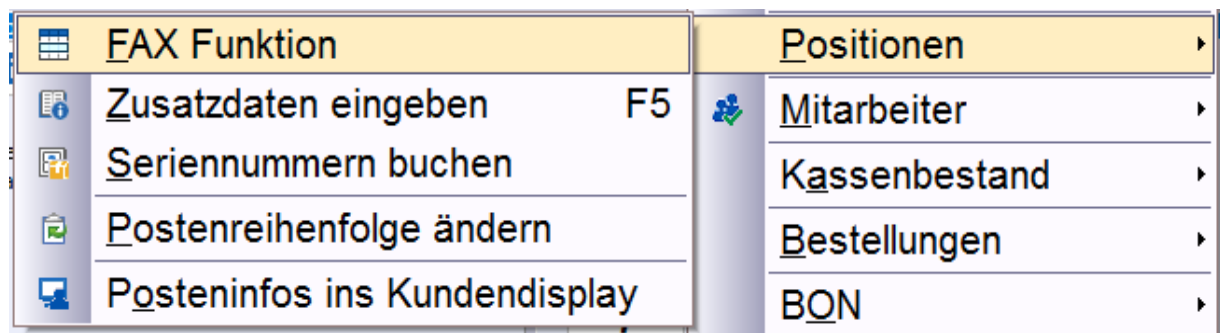 FAX Funktion
Zusatzdaten eingeben F5
Seriennummern buchen
Postenreihenfolge ändern
Posteninfos ins Kundendisplay
Positionen
Mitarbeiter
Kassenbestand
Bestellungen
BON